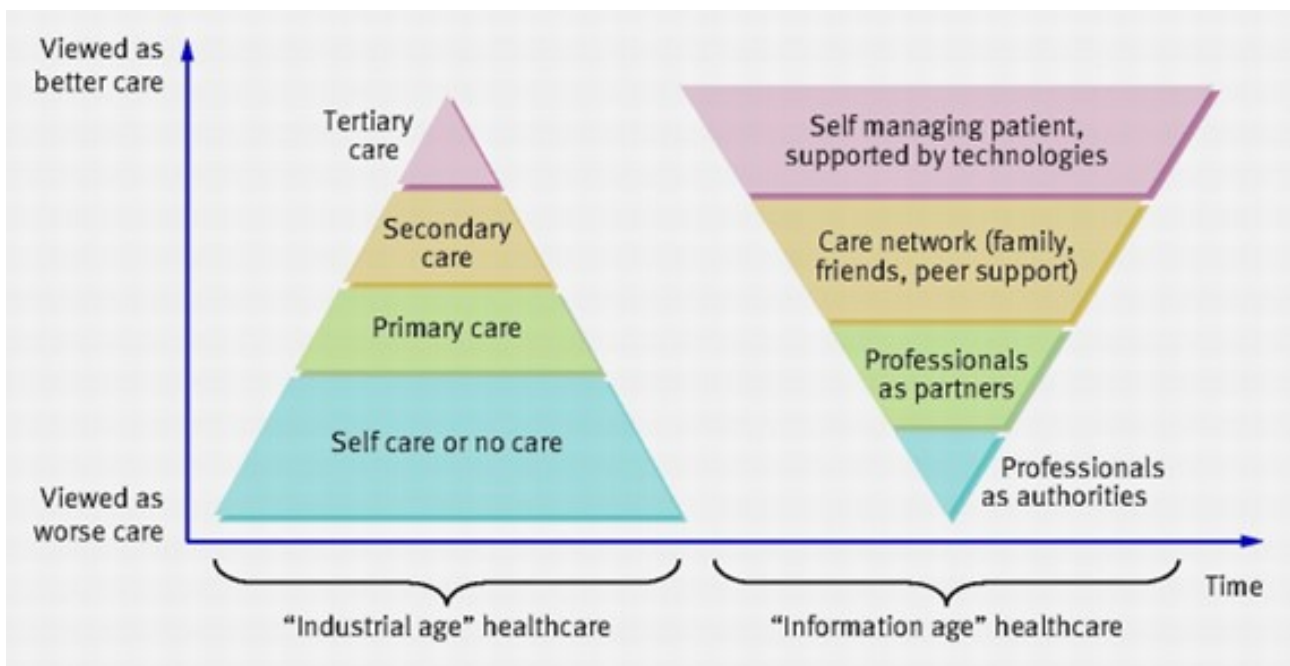 Viewed as
better care
Tertiary
care
Secondary
care
Primary care
Self care or no care
Viewed as
worse care
Self managing patient,
supported by technologies
Care network (family,
friends, peer support)
Professionals
as partners
Professionals
as authorities
Time
“Industrial age” healthcare
“Information age” healthcare